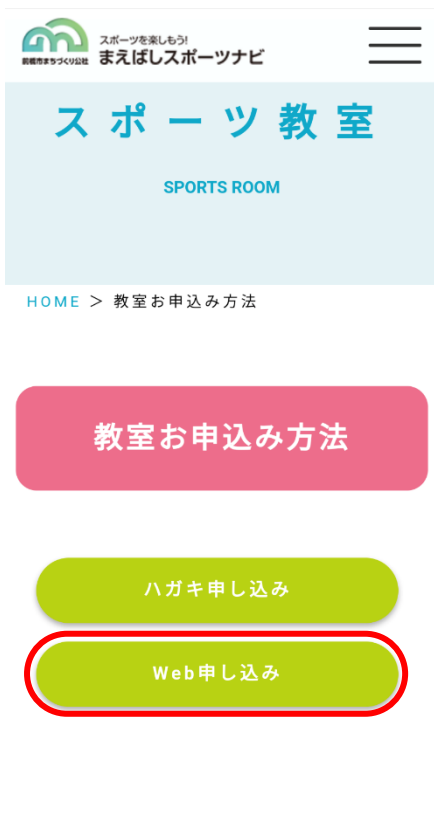 スポーツを楽しもう!
前橋市まちづくり公社 まえばしスポーツナビ
スポーツ教室
SPORTS ROOM
HOME > 教室お申込み方法
教室お申込み方法
ハガキ申し込み
Web申し込み